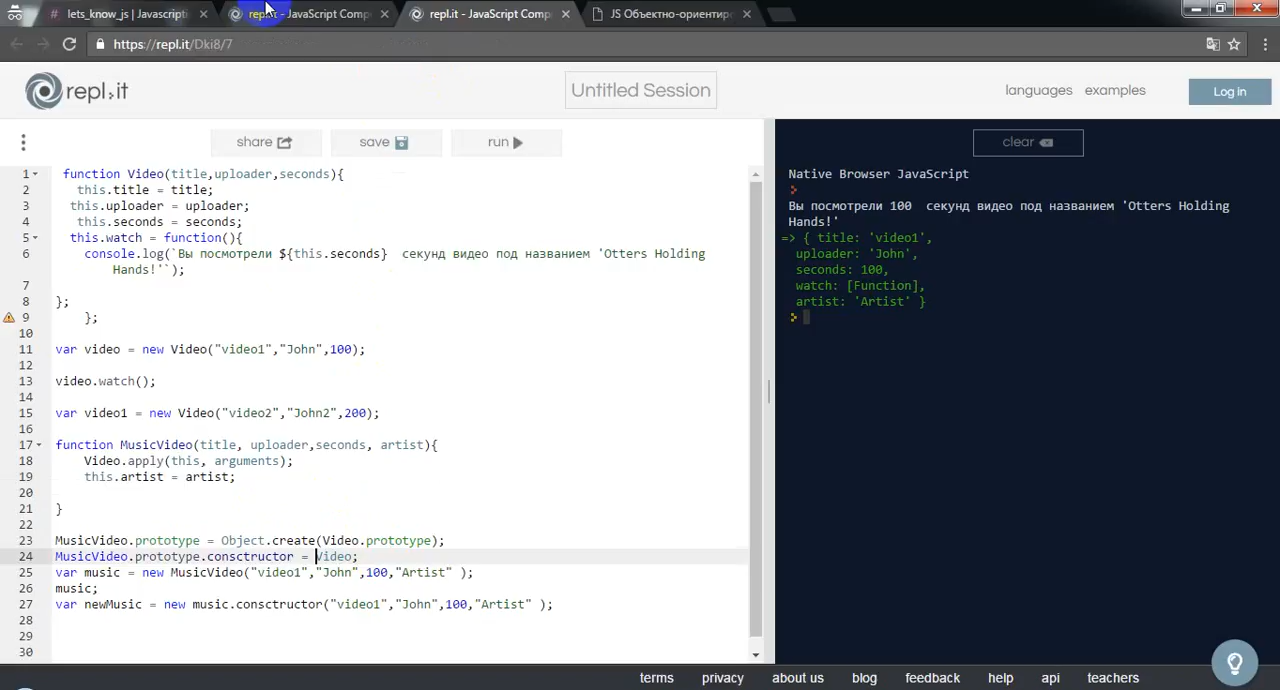 lets_know_js | Javascript
repl.it - JavaScript Comp
repl.it - JavaScript Comp
JS Объектно-ориентир
https://repl.it/Dki8/7
repl.it
Untitled Session
languages
examples
Log in
share
save
run
clear
1 function Video(title,uploader,seconds){
2 this.title = title;
3 this.uploader = uploader;
4 this.seconds = seconds;
5 this.watch = function(){
6 console.log(`Вы посмотрели ${this.seconds}  секунд видео под названием 'Otters Holding
Hands!'`);
7
8 };
9 };
10
11 var video = new Video("video1","John",100);
12
13 video.watch();
14
15 var video1 = new Video("video2","John2",200);
16
17 function MusicVideo(title, uploader,seconds, artist){
18 Video.apply(this, arguments);
19 this.artist = artist;
20
21 }
22
23 MusicVideo.prototype = Object.create(Video.prototype);
24 MusicVideo.prototype.consctructor = Video;
25 var music = new MusicVideo("video1","John",100,"Artist" );
26 music;
27 var newMusic = new music.consctructor("video1","John",100,"Artist" );
28
29
30
Native Browser JavaScript
Вы посмотрели 100  секунд видео под названием 'Otters Holding
Hands!'
=> { title: 'video1',
uploader: 'John',
seconds: 100,
watch: [Function],
artist: 'Artist' }
terms
privacy
about us
blog
feedback
help
api
teachers